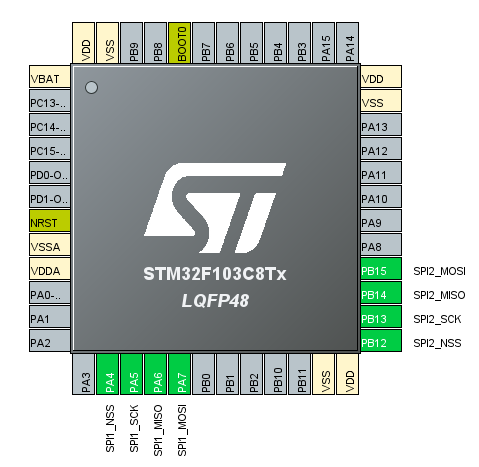 VDD
VSS
PB9
PB8
BOOT0
PB7
PB6
PB5
PB4
PB3
PA15
PA14
VBAT
PC13-..
PC14-..
PC15-..
PD0-O..
PD1-O..
NRST
VSSA
VDDA
PA0-..
PA1
PA2
VDD
VSS
PA13
PA12
PA11
PA10
PA9
PA8
PB15 SPI2_MOSI
PB14 SPI2_MISO
PB13 SPI2_SCK
PB12 SPI2_NSS
ST
STM32F103C8Tx
LQFP48
PA3
PA4
PA5
PA6
PA7
PB0
PB1
PB2
PB10
PB11
VSS
VDD
SPI1_NSS
SPI1_SCK
SPI1_MISO
SPI1_MOSI